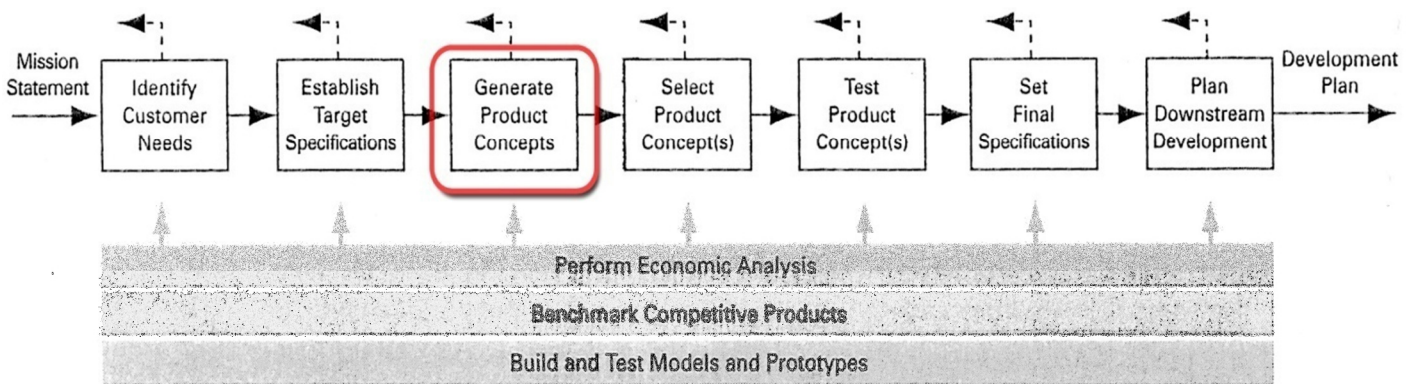 Mission
Statement
Identify
Customer
Needs
Establish
Target
Specifications
Generate
Product
Concepts
Select
Product
Concept(s)
Test
Product
Concept(s)
Set
Final
Specifications
Plan
Downstream
Development
Development
Plan
Perform Economic Analysis
Benchmark Competitive Products
Build and Test Models and Prototypes